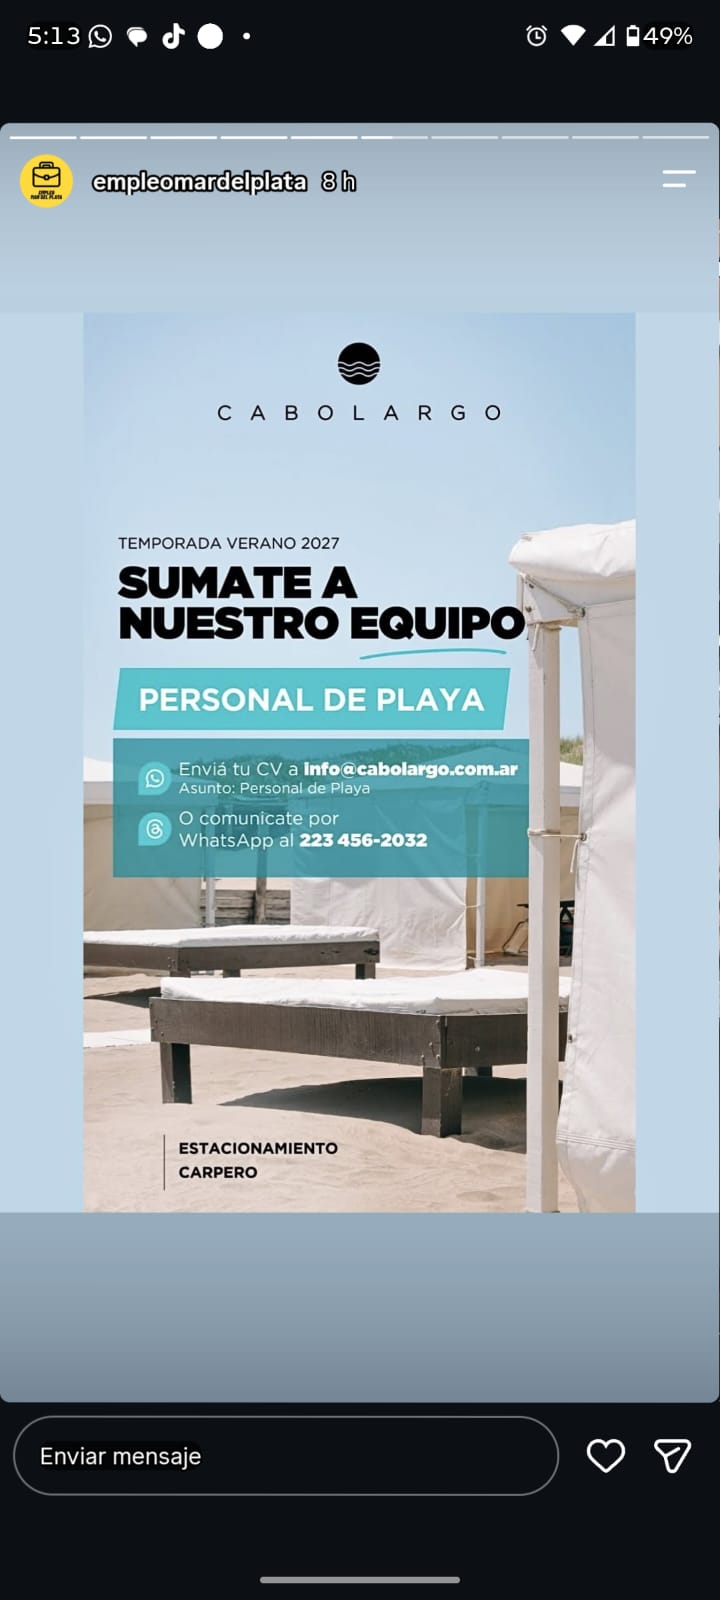 5:13
49%
empleomardelplata 8 h
CABOLARGO
TEMPORADA VERANO 2027
SUMATE A
NUESTRO EQUIPO
PERSONAL DE PLAYA
Enviá tu CV a info@cabolargo.com.ar
Asunto: Personal de Playa
O comunicate por
WhatsApp al 223 456-2032
ESTACIONAMIENTO
CARPERO
Enviar mensaje